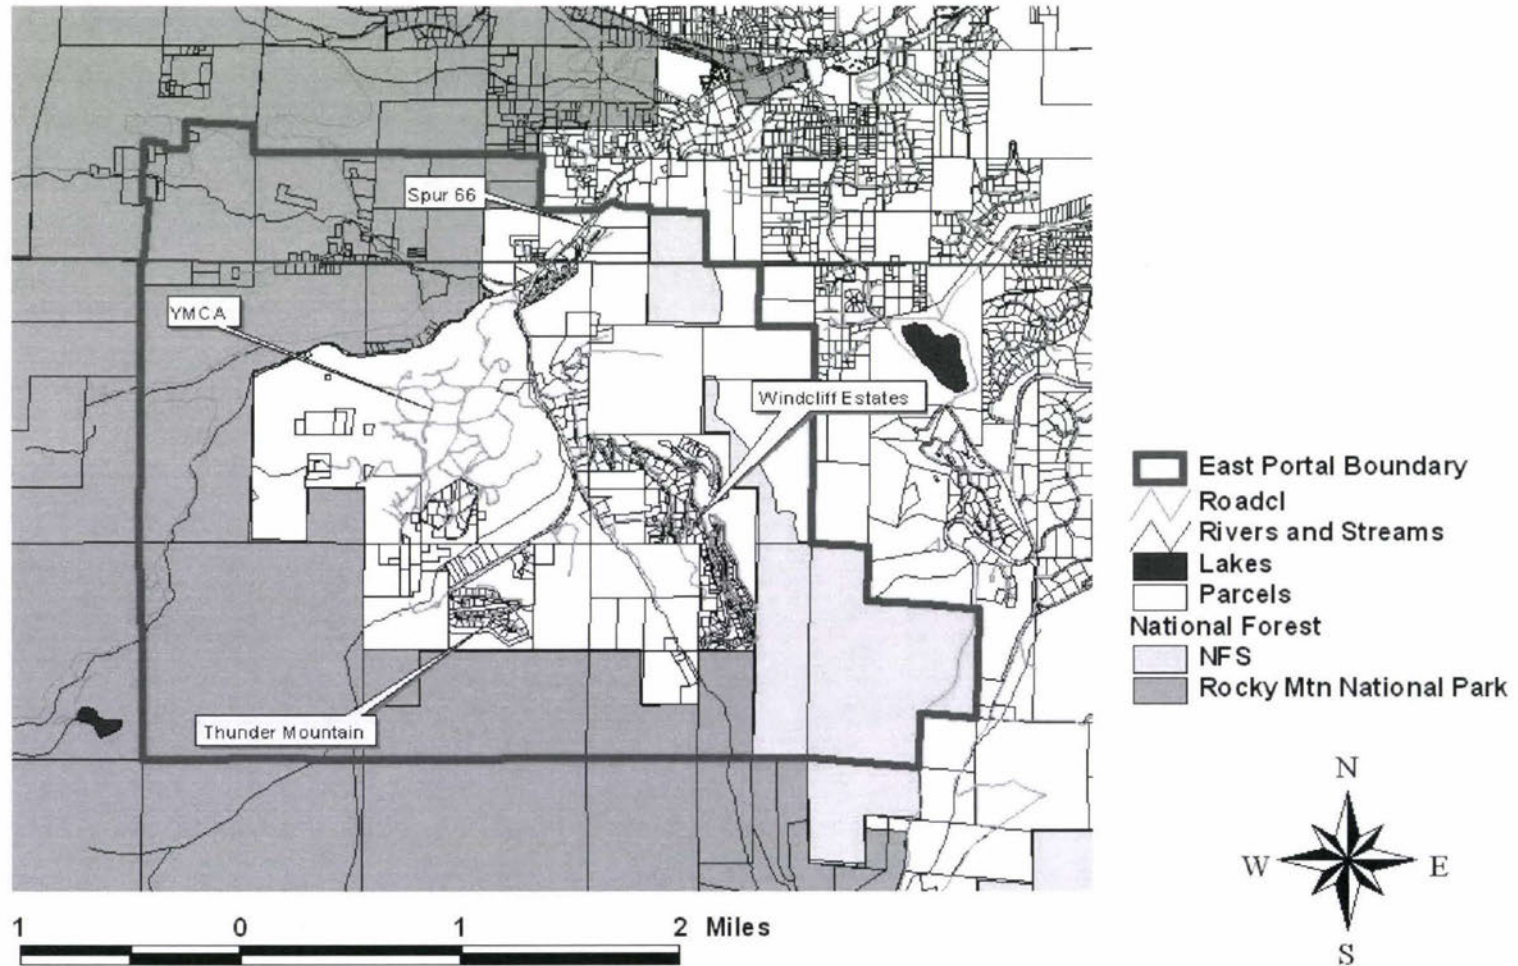 Spur 66
YMCA
Windcliff Estates
Thunder Mountain
East Portal Boundary
Roadcl
Rivers and Streams
Lakes
Parcels
National Forest
NFS
Rocky Mtn National Park
N
W E
S
1 0 1 2 Miles